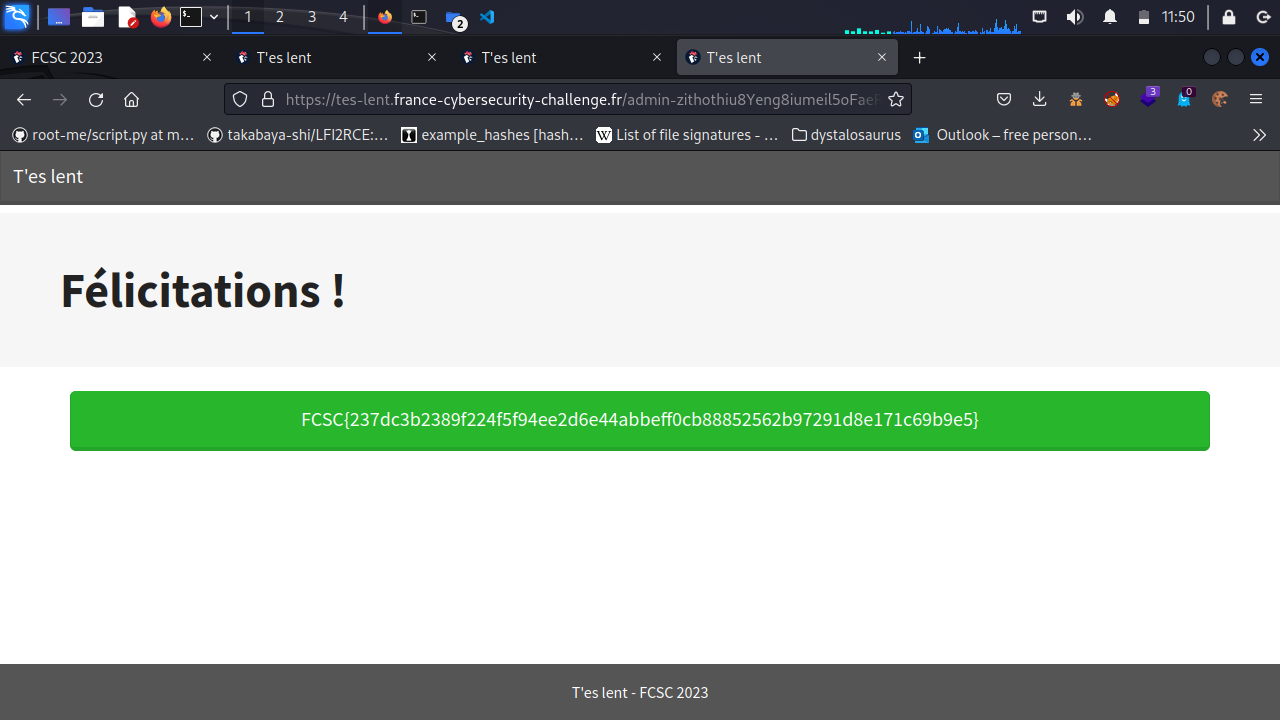 1 2 3 4 2 11:50
FCSC 2023 T'es lent T'es lent T'es lent
https://tes-lent.france-cybersecurity-challenge.fr/admin-zithothiu8Yeng8iumeil5oFaeR 3 0
root-me/script.py at m… takabaya-shi/LFI2RCE:… example_hashes [hash… List of file signatures - … dystalosaurus Outlook – free person…
T'es lent
Félicitations !
FCSC{237dc3b2389f224f5f94ee2d6e44abbeff0cb88852562b97291d8e171c69b9e5}
T'es lent - FCSC 2023